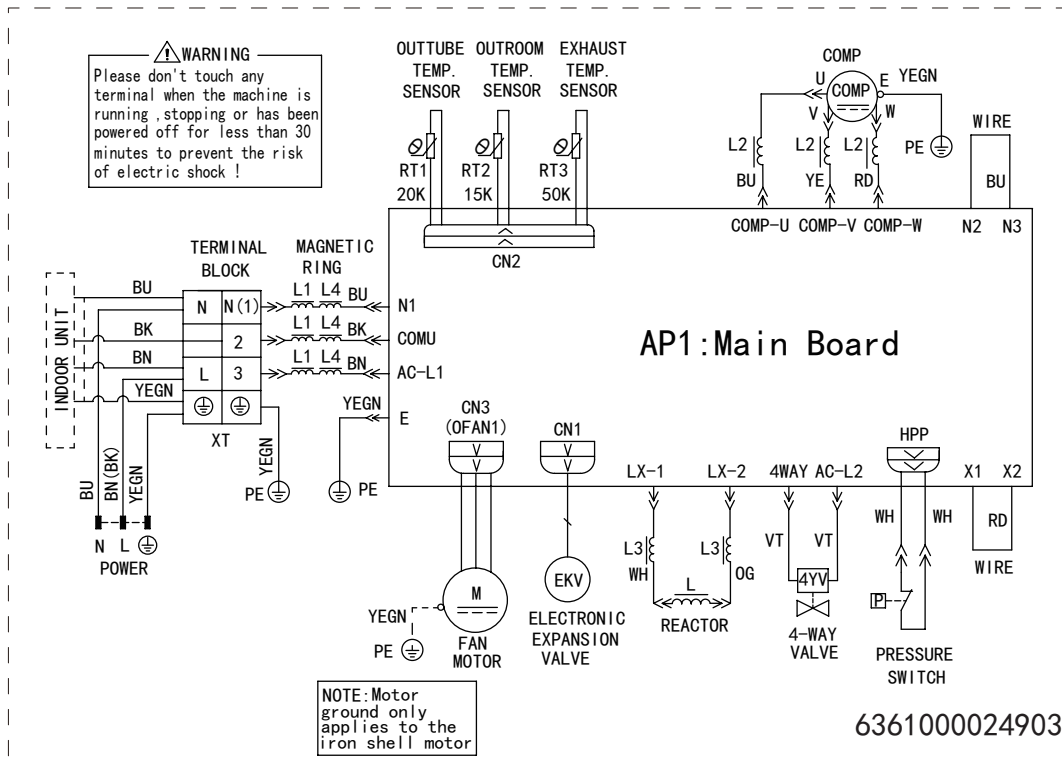 WARNING
Please don't touch any
terminal when the machine is
running ,stopping or has been
powered off for less than 30
minutes to prevent the risk
of electric shock !
OUTTUBE
TEMP.
SENSOR
OUTROOM
TEMP.
SENSOR
EXHAUST
TEMP.
SENSOR
RT1
20K
RT2
15K
RT3
50K
CN2
COMP
COMP
U
V
W
E
YEGN
PE
L2
L2
L2
BU
YE
RD
COMP-U
COMP-V
COMP-W
WIRE
BU
N2
N3
TERMINAL
BLOCK
MAGNETIC
RING
INDOOR UNIT
BU
BK
BN
YEGN
N
N(1)
2
L
3
XT
L1
L4
BU
L1
L4
BK
L1
L4
BN
N1
COMU
AC-L1
E
YEGN
PE
YEGN
PE
AP1:Main Board
BU
BN(BK)
YEGN
N
L
POWER
CN3
(OFAN1)
M
YEGN
PE
FAN
MOTOR
CN1
EKV
ELECTRONIC
EXPANSION
VALVE
LX-1
LX-2
L3
WH
L3
OG
L
REACTOR
4WAY
AC-L2
VT
VT
4YV
4-WAY
VALVE
HPP
WH
WH
P
PRESSURE
SWITCH
X1
X2
RD
WIRE
NOTE:Motor
ground only
applies to the
iron shell motor
6361000024903